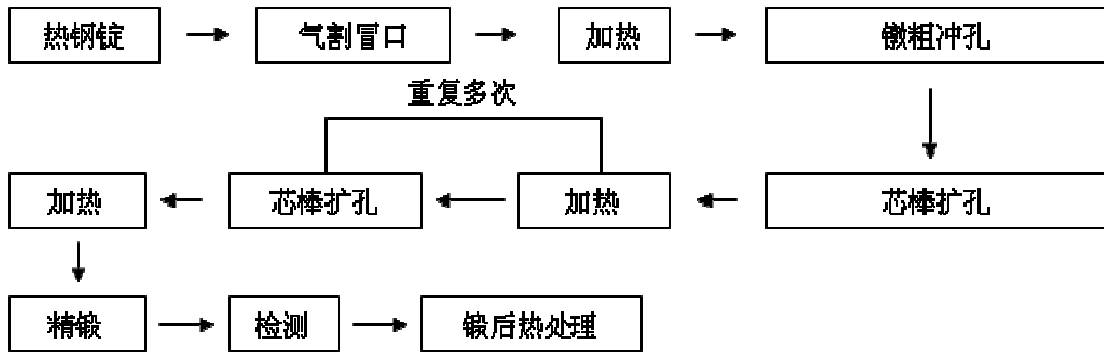 热钢锭 气割冒口 加热 镦粗冲孔
重复多次
加热 芯棒扩孔 加热 芯棒扩孔
精锻 检测 锻后热处理